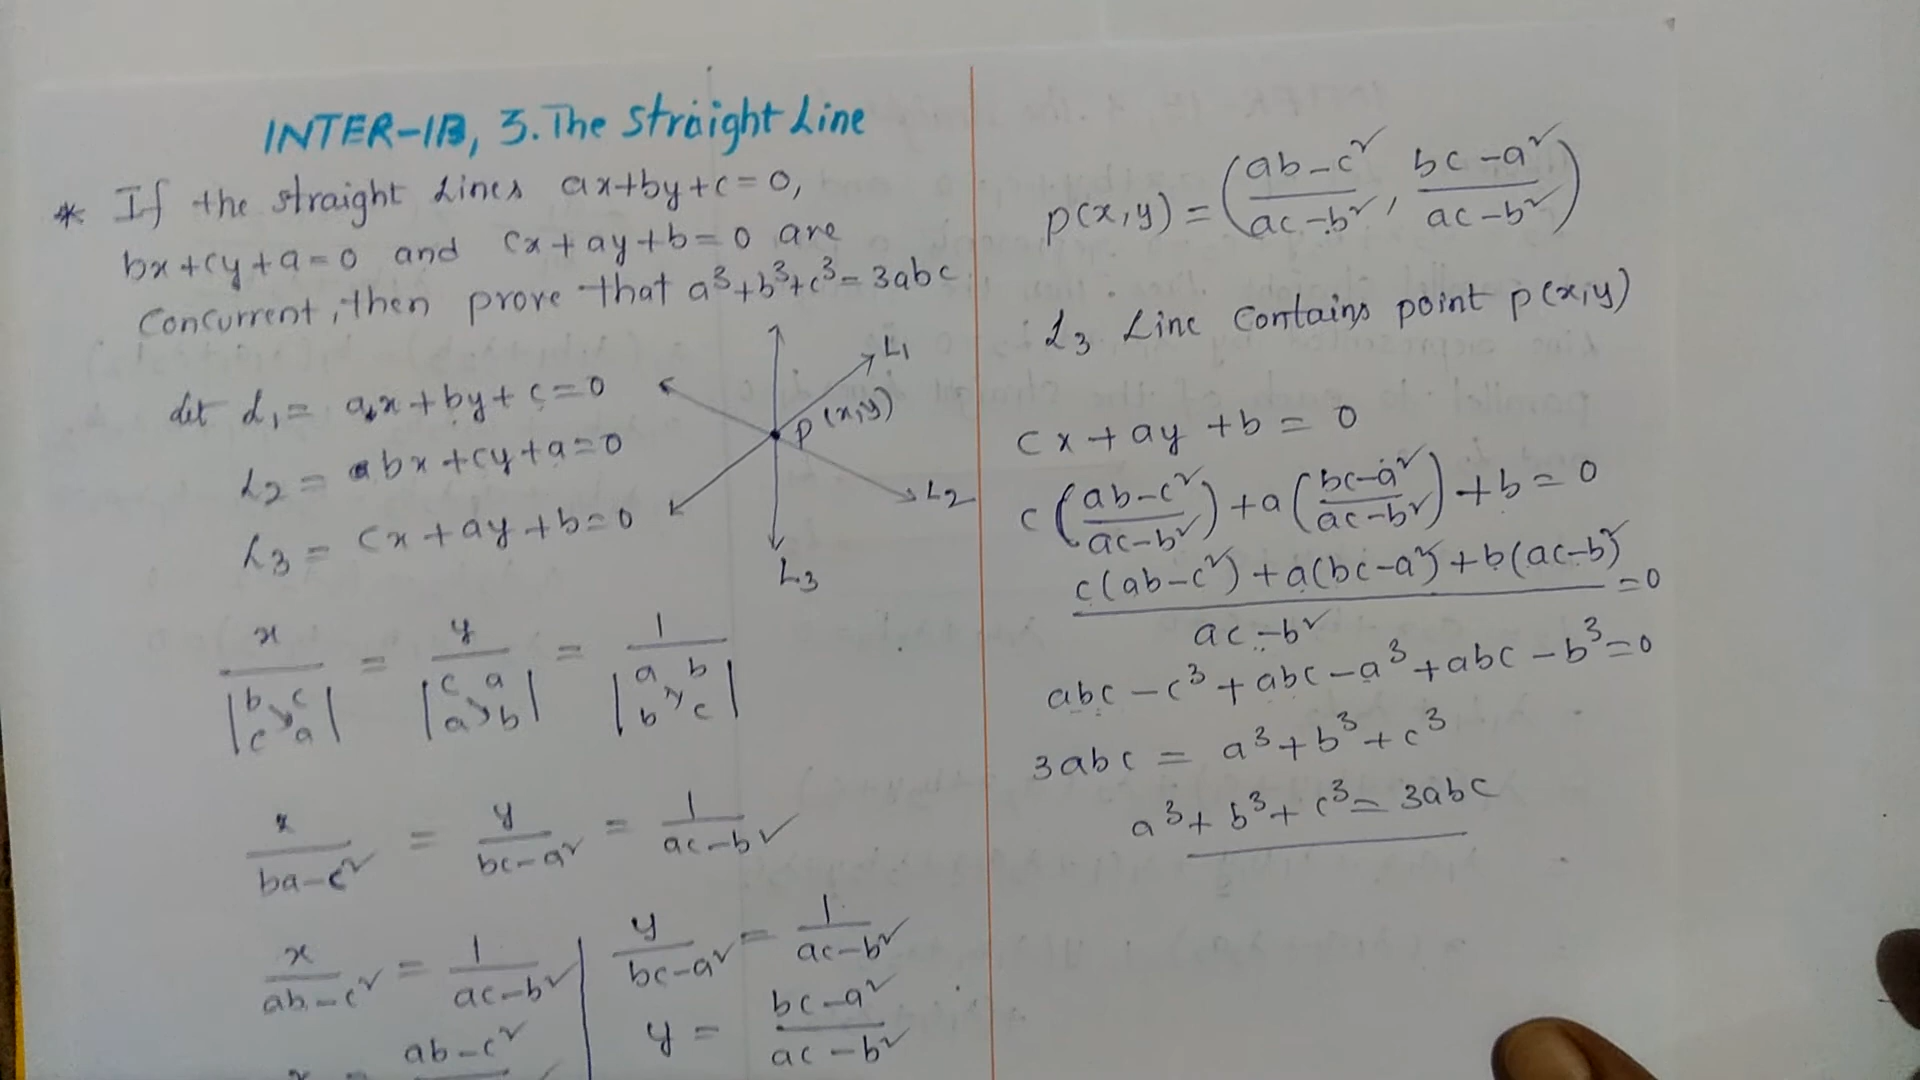 INTER-1B, 3. The Straight Line
* If the straight Lines ax+by+c=0,
bx+cy+a=0 and cx+ay+b=0 are
Concurrent, then prove that a³+b³+c³=3abc
Let L₁ = ax+by+c=0
L₂ = bx+cy+a=0
L₃ = cx+ay+b=0
L₁
P(x,y)
L₂
L₃
x/|b c; c a| = y/|c a; a b| = 1/|a b; b c|
x/(ba-c²) = y/(bc-a²) = 1/(ac-b²)
x/(ab-c²) = 1/(ac-b²)
ab-c²
y/(bc-a²) = 1/(ac-b²)
y = (bc-a²)/(ac-b²)
p(x,y) = ((ab-c²)/(ac-b²), (bc-a²)/(ac-b²))
L₃ Line contains point p(x,y)
cx+ay+b=0
c((ab-c²)/(ac-b²))+a((bc-a²)/(ac-b²))+b=0
(c(ab-c²)+a(bc-a²)+b(ac-b)²)/(ac-b²) =0
abc-c³+abc-a³+abc-b³=0
3abc = a³+b³+c³
a³+b³+c³=3abc